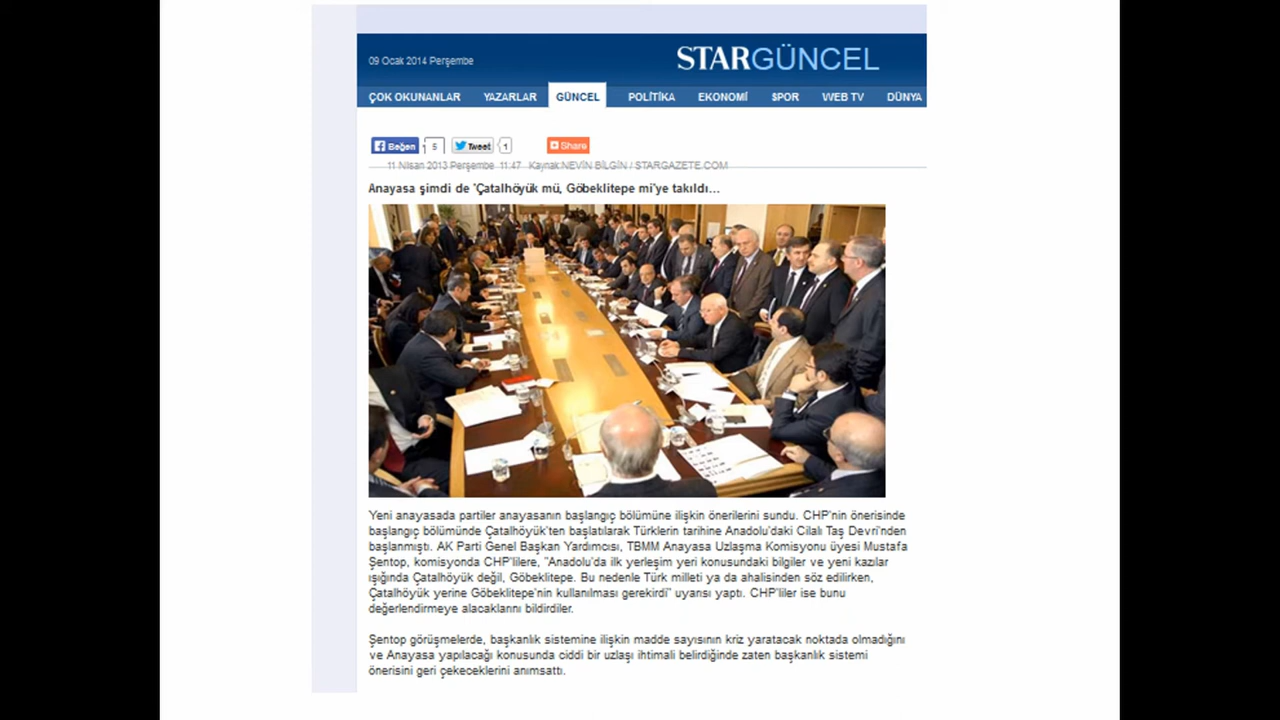 STARGÜNCEL
09 Ocak 2014 Perşembe
ÇOK OKUNANLAR YAZARLAR GÜNCEL POLİTİKA EKONOMİ SPOR WEB TV DÜNYA
Beğen 5 Tweet 1 Share
11 Nisan 2013 Perşembe 11:47 Kaynak:NEVİN BİLGİN / STARGAZETE.COM
Anayasa şimdi de 'Çatalhöyük mü, Göbeklitepe mi'ye takıldı...
Yeni anayasada partiler anayasanın başlangıç bölümüne ilişkin önerilerini sundu. CHP'nin önerisinde
başlangıç bölümünde Çatalhöyük'ten başlatılarak Türklerin tarihine Anadolu'daki Cilalı Taş Devri'nden
başlanmıştı. AK Parti Genel Başkan Yardımcısı, TBMM Anayasa Uzlaşma Komisyonu üyesi Mustafa
Şentop, komisyonda CHP'lilere, "Anadolu'da ilk yerleşim yeri konusundaki bilgiler ve yeni kazılar
ışığında Çatalhöyük değil, Göbeklitepe. Bu nedenle Türk milleti ya da ahalisinden söz edilirken,
Çatalhöyük yerine Göbeklitepe'nin kullanılması gerekirdi" uyarısı yaptı. CHP'liler ise bunu
değerlendirmeye alacaklarını bildirdiler.
Şentop görüşmelerde, başkanlık sistemine ilişkin madde sayısının kriz yaratacak noktada olmadığını
ve Anayasa yapılacağı konusunda ciddi bir uzlaşı ihtimali belirdiğinde zaten başkanlık sistemi
önerisini geri çekeceklerini anımsattı.